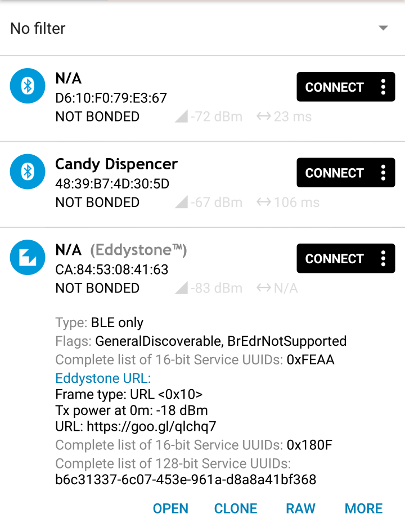 No filter
N/A
D6:10:F0:79:E3:67
NOT BONDED -72 dBm 23 ms
CONNECT
Candy Dispencer
48:39:B7:4D:30:5D
NOT BONDED -67 dBm 106 ms
CONNECT
N/A (Eddystone™)
CA:84:53:08:41:63
NOT BONDED -83 dBm N/A
CONNECT
Type: BLE only
Flags: GeneralDiscoverable, BrEdrNotSupported
Complete list of 16-bit Service UUIDs: 0xFEAA
Eddystone URL:
Frame type: URL <0x10>
Tx power at 0m: -18 dBm
URL: https://goo.gl/qIchq7
Complete list of 16-bit Service UUIDs: 0x180F
Complete list of 128-bit Service UUIDs:
b6c31337-6c07-453e-961a-d8a8a41bf368
OPEN CLONE RAW MORE